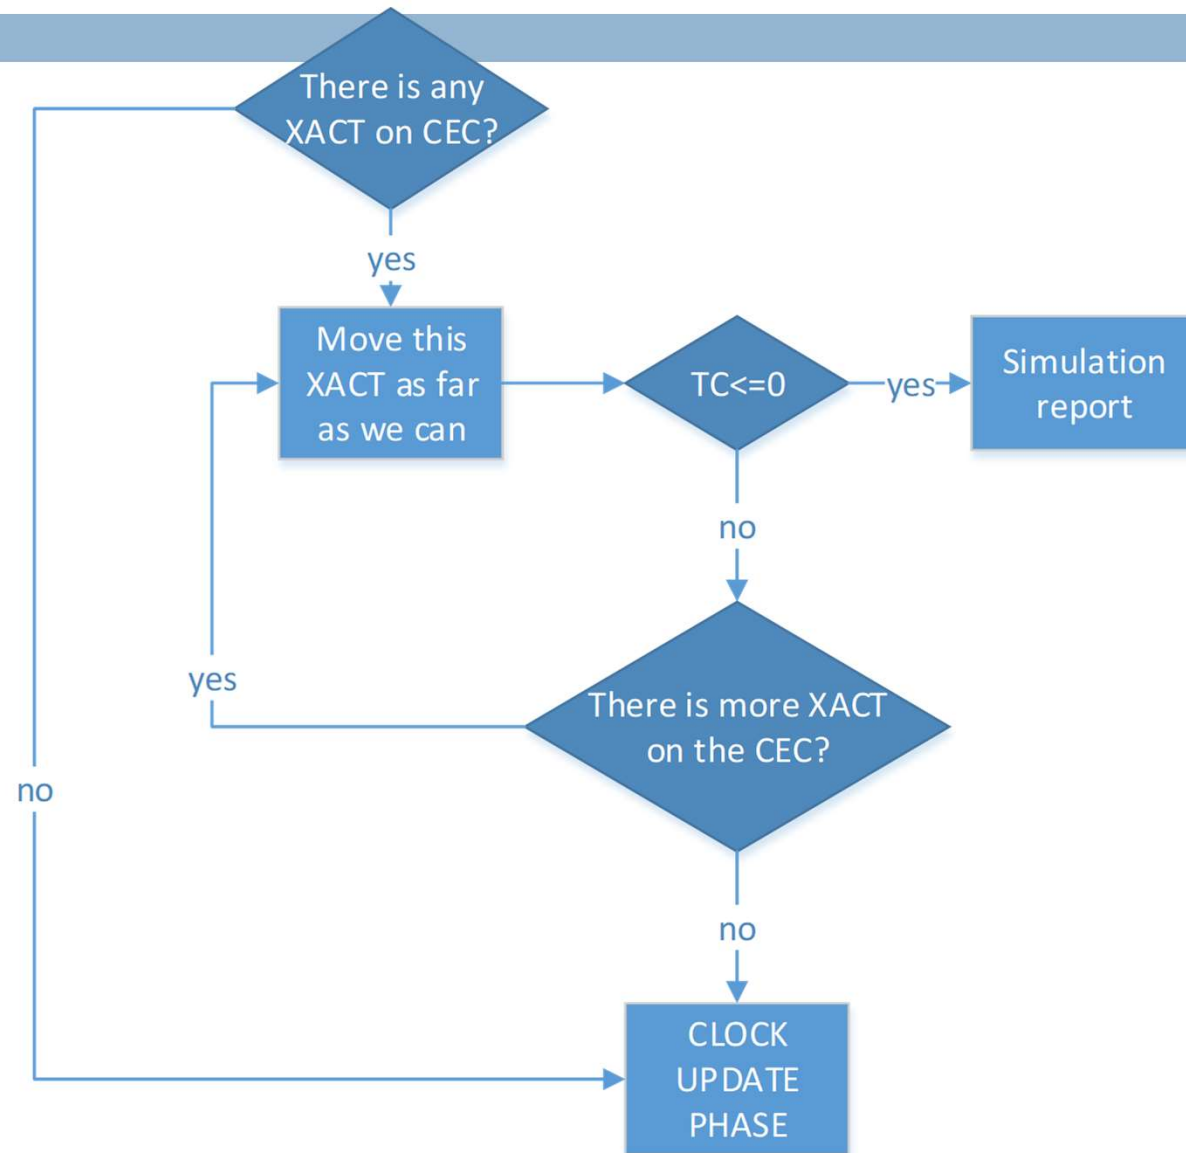 There is any
XACT on CEC?
yes
Move this
XACT as far
as we can
TC<=0
yes
Simulation
report
no
yes
There is more XACT
on the CEC?
no
no
CLOCK
UPDATE
PHASE